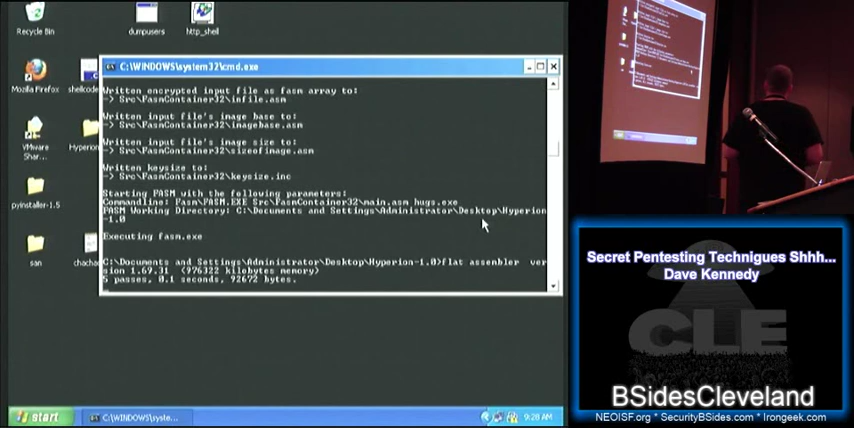 Recycle Bin
dumpusers
http_shell
Mozilla Firefox
shellcode
VMware
Shar...
Hyperion
pyinstaller-1.5
san
chacha
C:\WINDOWS\system32\cmd.exe
Written encrypted input file as fasm array to:
-> Src\FasmContainer32\infile.asm
Written input file's image base to:
-> Src\FasmContainer32\imagebase.asm
Written input file's image size to:
-> Src\FasmContainer32\sizeofimage.asm
Written keysize to:
-> Src\FasmContainer32\keysize.inc
Starting FASM with the following parameters:
Commandline: Fasm\FASM.EXE Src\FasmContainer32\main.asm hugs.exe
FASM Working Directory: C:\Documents and Settings\Administrator\Desktop\Hyperion
-1.0
Executing fasm.exe
C:\Documents and Settings\Administrator\Desktop\Hyperion-1.0>flat assembler  ver
sion 1.69.31  (976322 kilobytes memory)
5 passes, 0.1 seconds, 92672 bytes.
start
C:\WINDOWS\syste...
9:28 AM
Secret Pentesting Techniques Shhh...
Dave Kennedy
CLE
BSidesCleveland
NEOISF.org * SecurityBSides.com * Irongeek.com